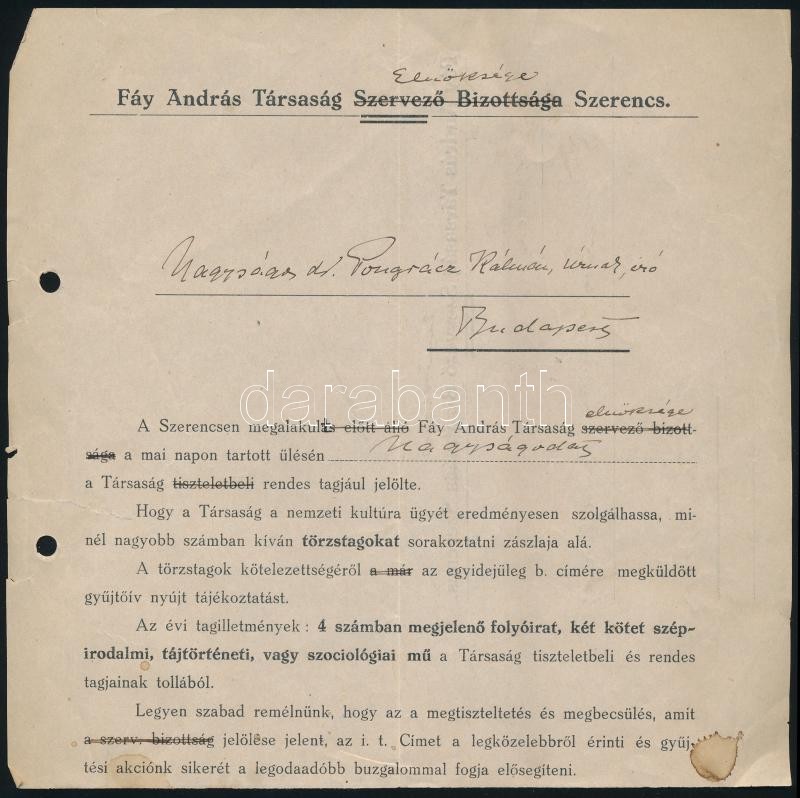 Elnöksége
Fáy András Társaság Szervező Bizottsága Szerencs.
Nagyságos dr. Pongrácz Kálmán, úrnak, író
Budapest
darabanth
elnöksége
A Szerencsen megalakulás előtt álló Fáy András Társaság szervező bizott-
Nagyságodat
sága a mai napon tartott ülésén
a Társaság tiszteletbeli rendes tagjául jelölte.
Hogy a Társaság a nemzeti kultúra ügyét eredményesen szolgálhassa, mi-
nél nagyobb számban kíván törzstagokat sorakoztatni zászlaja alá.
A törzstagok kötelezettségéről a már az egyidejüleg b. címére megküldött
gyűjtőív nyújt tájékoztatást.
Az évi tagilletmények : 4 számban megjelenő folyóirat, két kötet szép-
irodalmi, tájtörténeti, vagy szociológiai mű a Társaság tiszteletbeli és rendes
tagjainak tollából.
Legyen szabad remélnünk, hogy az a megtiszteltetés és megbecsülés, amit
a szerv. bizottság jelölése jelent, az i. t. Címet a legközelebbről érinti és gyűj-
tési akciónk sikerét a legodaadóbb buzgalommal fogja elősegíteni.